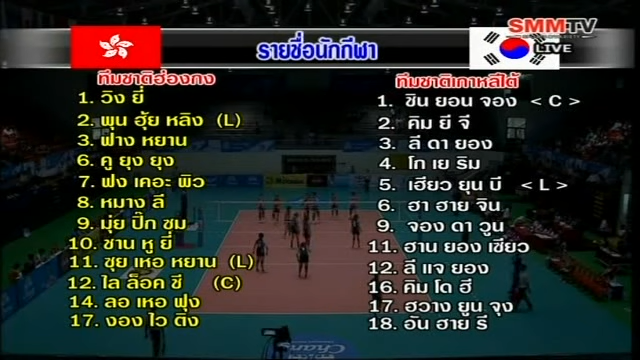 SMMTV
LIVE
รายชื่อนักกีฬา
ทีมชาติฮ่องกง
1. วิง ยี่
2. พุน ฮุ้ย หลิง (L)
3. ฟาง หยาน
6. คู ยุง ยุง
7. ฟง เคอะ ผิว
8. หมาง ลี
9. มุ่ย ปิ๊ก ซุม
10. ซาน หู ยี่
11. ซุย เหอ หยาน (L)
12. ไล ล็อค ซี (C)
14. ลอ เหอ ฟุง
17. งอง ไว ติง
ทีมชาติเกาหลีใต้
1. ชิน ยอน จอง < C >
2. คิม ยี จี
3. ลี ดา ยอง
4. โก เย ริม
5. เฮียว ยุน บี < L >
6. ฮา ฮาย จิน
9. จอง ดา วูน
11. ฮาน ยอง เซียว
12. ลี แจ ยอง
16. คิม โด ฮี
17. ฮวาง ยูน จุง
18. อัน ฮาย รี
Chang